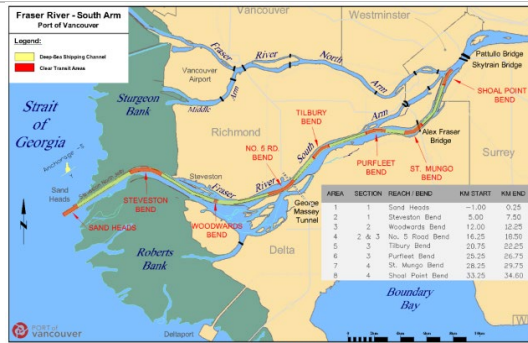 Fraser River - South Arm
Port of Vancouver
Legend:
Deep-Sea Shipping Channel
Clear Transit Areas
Vancouver
Westminster
Fraser
River
North
Arm
Pattullo Bridge
Skytrain Bridge
Vancouver
Airport
Middle
Arm
SHOAL POINT
BEND
Strait
of
Georgia
Sturgeon
Bank
TILBURY
BEND
Arm
Richmond
Alex Fraser
Bridge
Surrey
NO. 5 RD.
BEND
South
PURFLEET
BEND
ST. MUNGO
BEND
Anchorage
Sand
Heads
Steveston
STEVESTON
BEND
Fraser
River
SAND HEADS
WOODWARDS
BEND
George
Massey
Tunnel
Roberts
Bank
Delta
AREA SECTION REACH / BEND KM START KM END
1 1 Sand Heads -1.00 0.25
2 1 Steveston Bend 5.00 7.50
3 2 Woodwards Bend 12.00 12.25
4 2 & 3 No. 5 Road Bend 16.25 18.50
5 3 Tilbury Bend 20.75 22.25
6 3 Purfleet Bend 25.25 26.75
7 4 St. Mungo Bend 28.25 29.75
8 4 Shoal Point Bend 33.25 34.60
Boundary
Bay
N
PORT of
vancouver
Deltaport
W